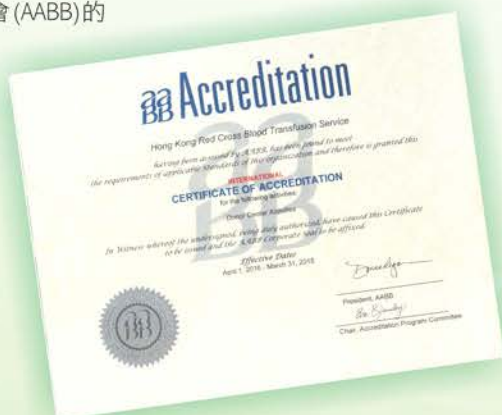 會 (AABB)的
aa BB Accreditation
Hong Kong Red Cross Blood Transfusion Service
having been assessed by AABB, has been found to meet
the requirements of applicable Standards of this organization and therefore is granted this
INTERNATIONAL
CERTIFICATE OF ACCREDITATION
for the following activities:
Donor Center Activities
In Witness whereof the undersigned, being duly authorized, have caused this Certificate
to be issued and the AABB Corporate Seal to be affixed.
Effective Dates
April 1, 2016 - March 31, 2018
President, AABB
Chair, Accreditation Program Committee